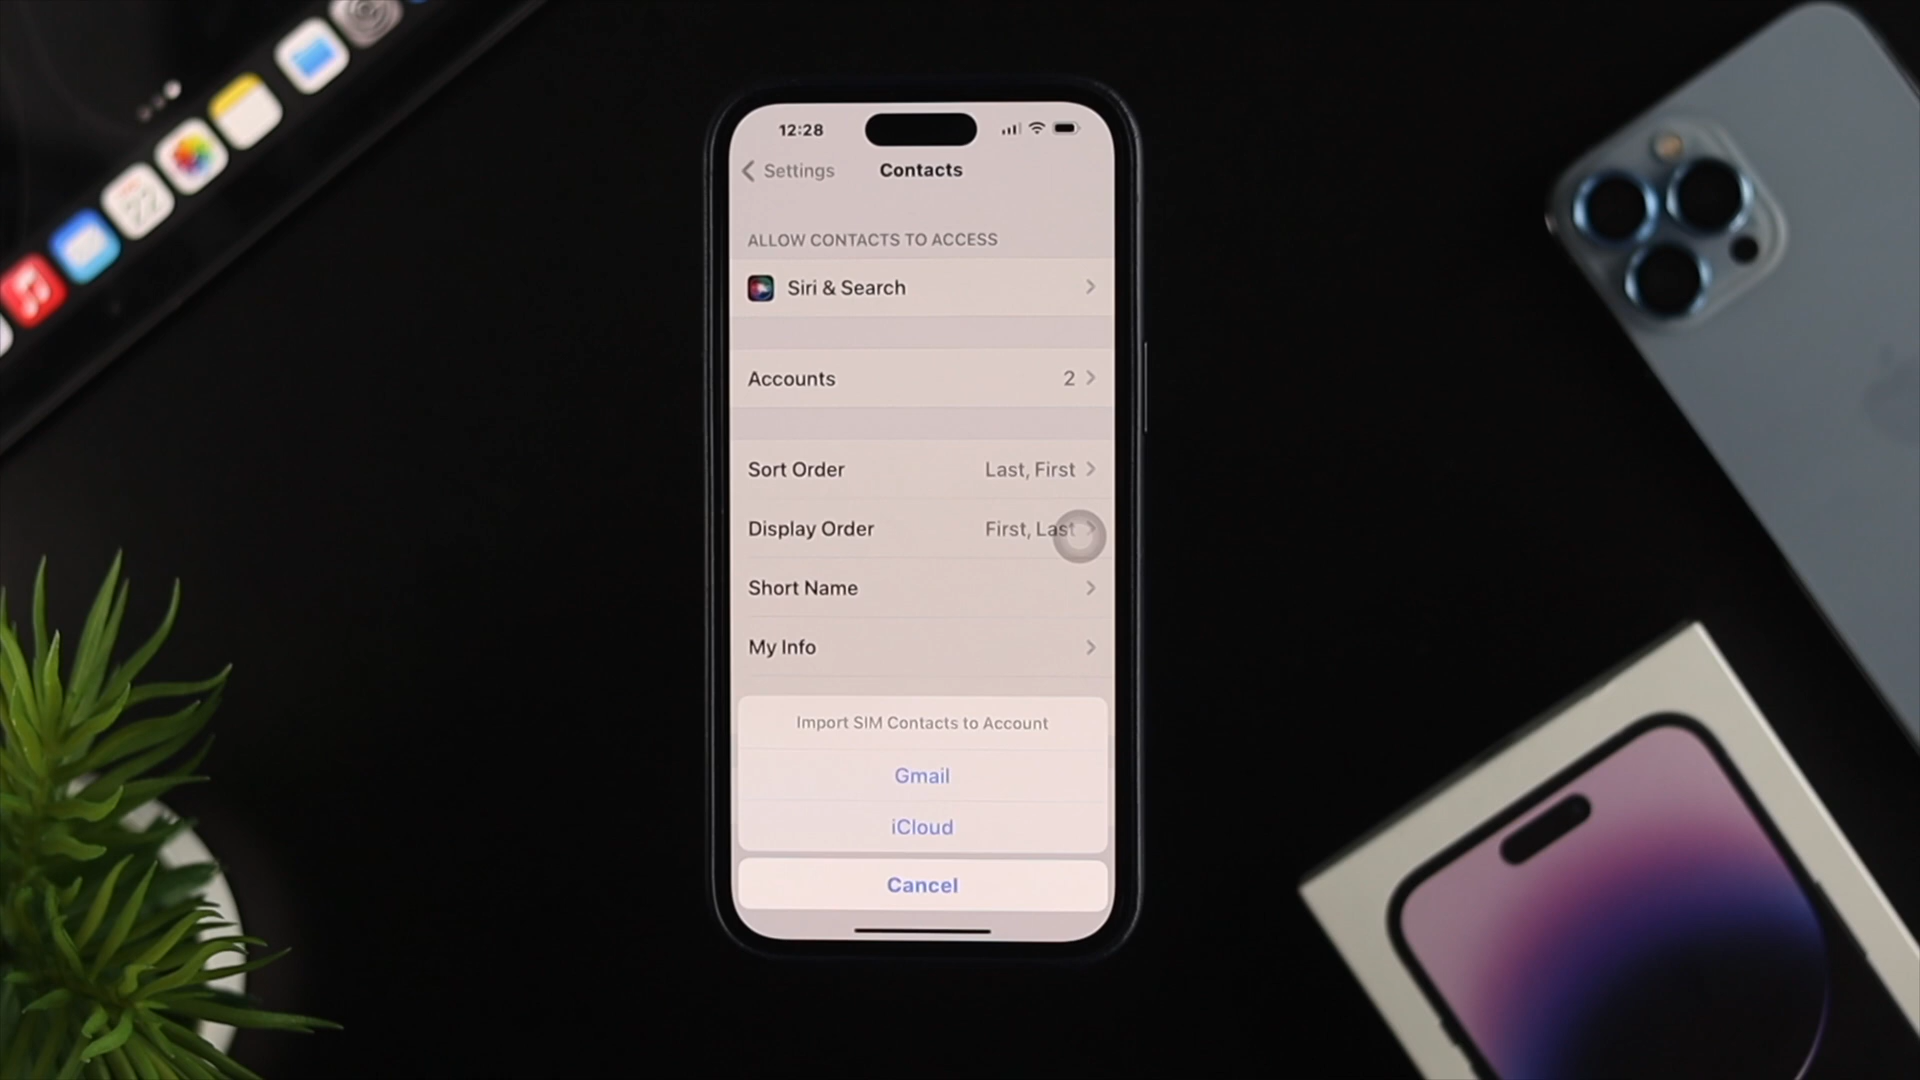 12:28
Settings
Contacts
ALLOW CONTACTS TO ACCESS
Siri & Search
Accounts 2
Sort Order Last, First
Display Order First, Last
Short Name
My Info
Import SIM Contacts to Account
Gmail
iCloud
Cancel
22